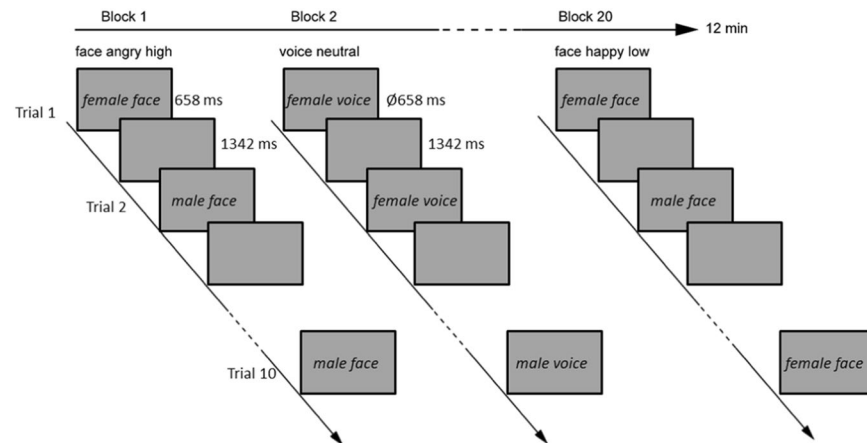 Block 1
Block 2
Block 20
12 min
face angry high
voice neutral
face happy low
Trial 1
female face
658 ms
female voice
Ø658 ms
female face
1342 ms
1342 ms
Trial 2
male face
female voice
male face
Trial 10
male face
male voice
female face